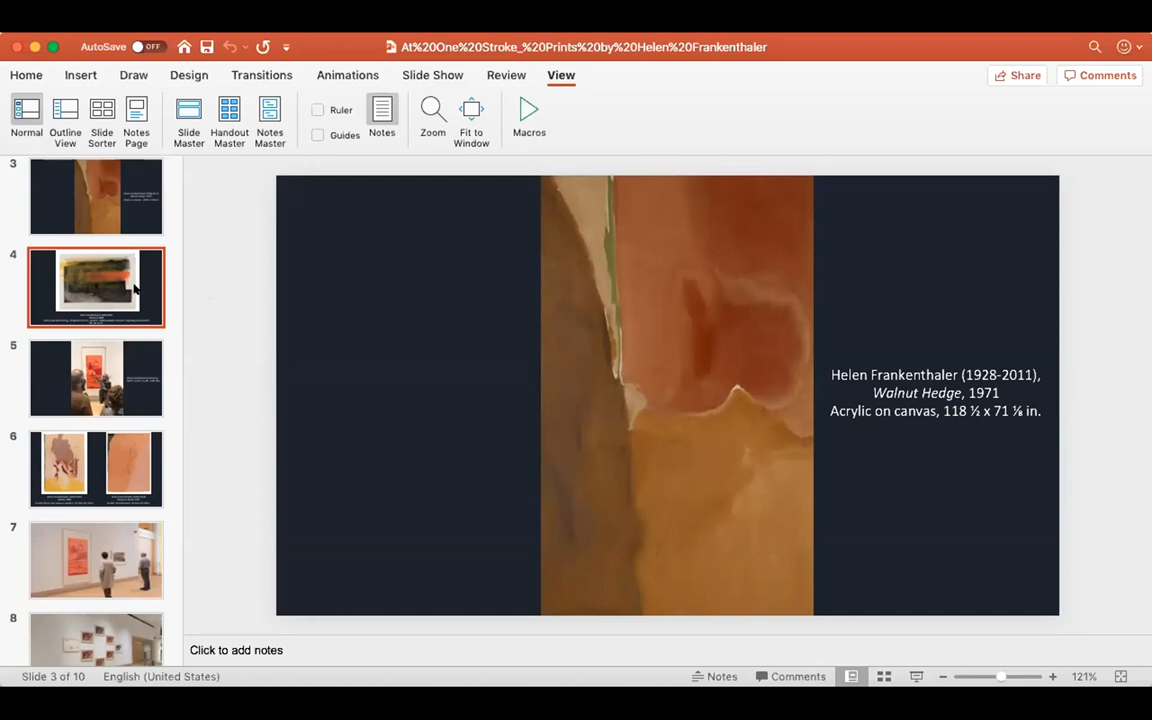 AutoSave OFF
At%20One%20Stroke_%20Prints%20by%20Helen%20Frankenthaler
Home Insert Draw Design Transitions Animations Slide Show Review View
Share Comments
Normal Outline View Slide Sorter Notes Page Slide Master Handout Master Notes Master
Ruler
Guides
Notes Zoom Fit to Window Macros
3
4
5
6
7
8
Helen Frankenthaler (1928-2011),
Walnut Hedge, 1971
Acrylic on canvas, 118 ½ x 71 ⅛ in.
Click to add notes
Slide 3 of 10 English (United States) Notes Comments 121%